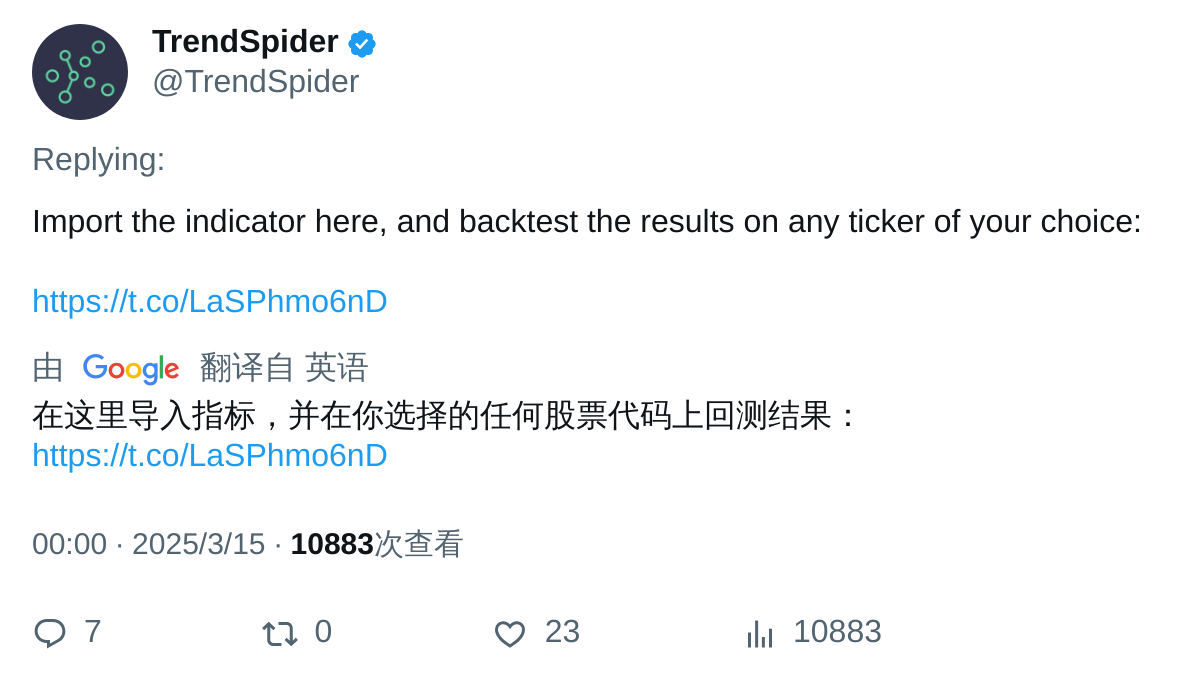 TrendSpider
@TrendSpider
Replying:
Import the indicator here, and backtest the results on any ticker of your choice:
https://t.co/LaSPhmo6nD
由 Google 翻译自 英语
在这里导入指标，并在你选择的任何股票代码上回测结果：
https://t.co/LaSPhmo6nD
00:00 · 2025/3/15 · 10883次查看
7 0 23 10883